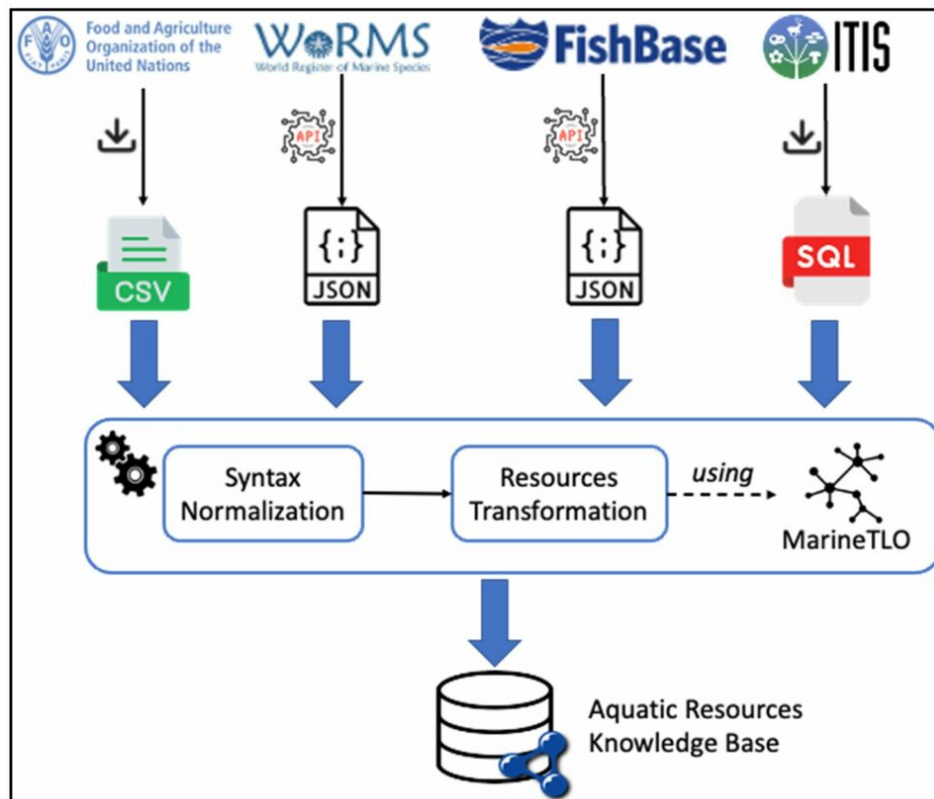 Food and Agriculture
Organization of the
United Nations
WoRMS
World Register of Marine Species
FishBase
ITIS
API
API
CSV
{;}
JSON
{;}
JSON
SQL
Syntax
Normalization
Resources
Transformation
using
MarineTLO
Aquatic Resources
Knowledge Base